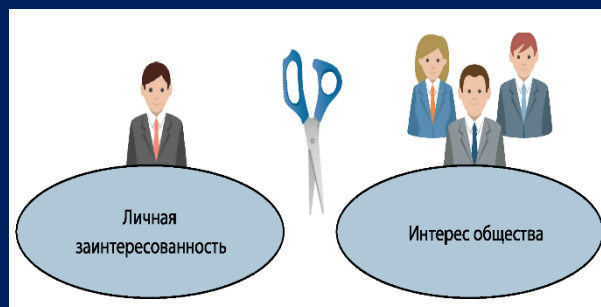 Личная
заинтересованность
Интерес общества